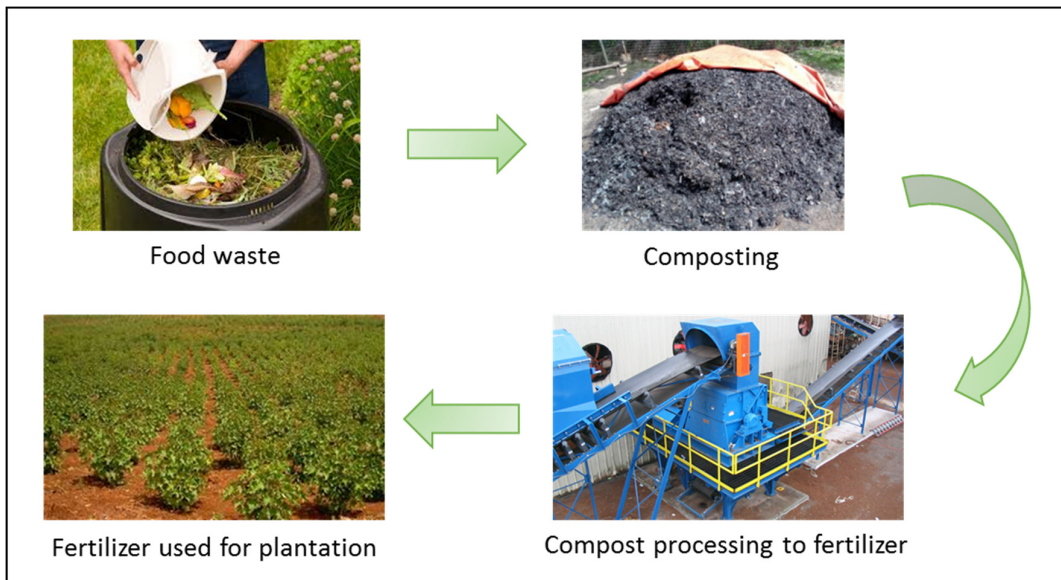 Food waste
Composting
Compost processing to fertilizer
Fertilizer used for plantation